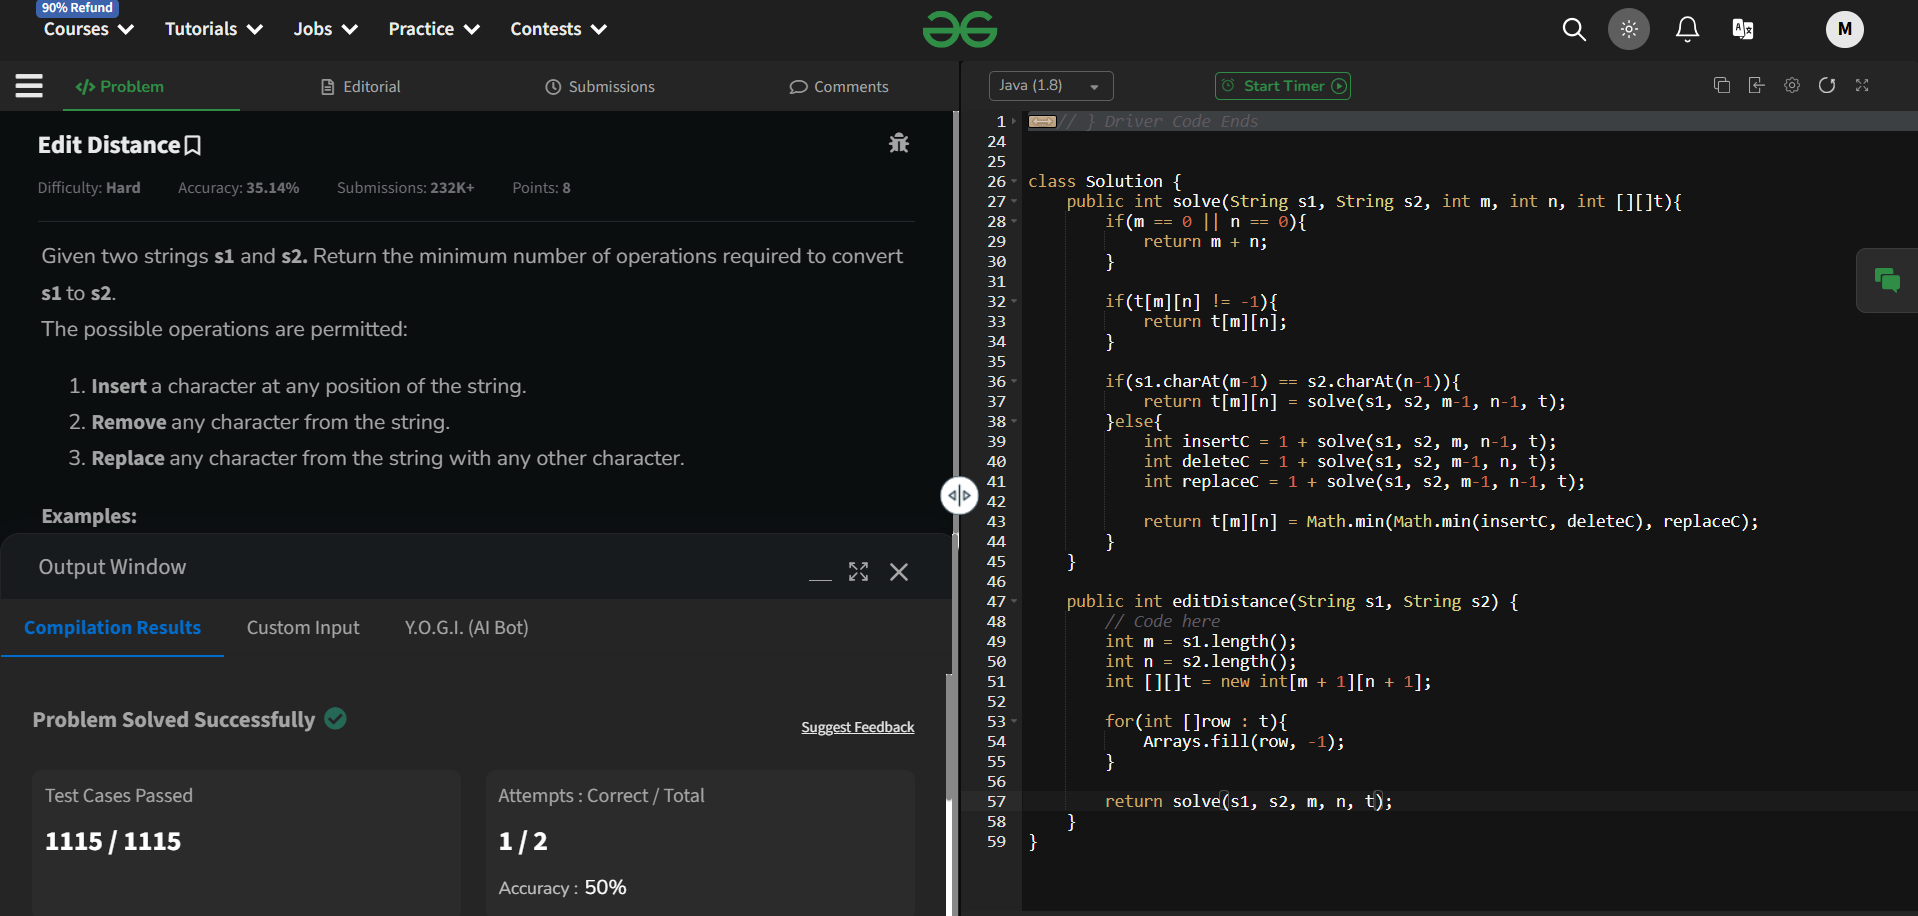 90% Refund
Courses Tutorials Jobs Practice Contests
M
Problem Editorial Submissions Comments
Edit Distance
Difficulty: Hard Accuracy: 35.14% Submissions: 232K+ Points: 8
Given two strings s1 and s2. Return the minimum number of operations required to convert
s1 to s2.
The possible operations are permitted:
1. Insert a character at any position of the string.
2. Remove any character from the string.
3. Replace any character from the string with any other character.
Examples:
Output Window
Compilation Results Custom Input Y.O.G.I. (AI Bot)
Problem Solved Successfully
Suggest Feedback
Test Cases Passed
1115 / 1115
Attempts : Correct / Total
1 / 2
Accuracy : 50%
Java (1.8) Start Timer
1 // } Driver Code Ends
24
25
26 class Solution {
27     public int solve(String s1, String s2, int m, int n, int [][]t){
28         if(m == 0 || n == 0){
29             return m + n;
30         }
31
32         if(t[m][n] != -1){
33             return t[m][n];
34         }
35
36         if(s1.charAt(m-1) == s2.charAt(n-1)){
37             return t[m][n] = solve(s1, s2, m-1, n-1, t);
38         }else{
39             int insertC = 1 + solve(s1, s2, m, n-1, t);
40             int deleteC = 1 + solve(s1, s2, m-1, n, t);
41             int replaceC = 1 + solve(s1, s2, m-1, n-1, t);
42
43             return t[m][n] = Math.min(Math.min(insertC, deleteC), replaceC);
44         }
45     }
46
47     public int editDistance(String s1, String s2) {
48         // Code here
49         int m = s1.length();
50         int n = s2.length();
51         int [][]t = new int[m + 1][n + 1];
52
53         for(int []row : t){
54             Arrays.fill(row, -1);
55         }
56
57         return solve(s1, s2, m, n, t);
58     }
59 }